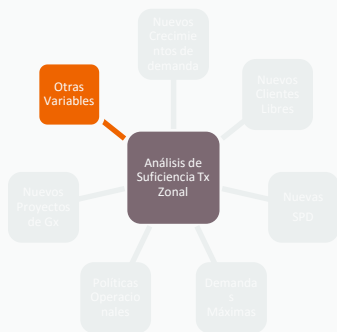 Nuevos
Crecimie
ntos de
demanda
Otras
Variables
Nuevos
Clientes
Libres
Análisis de
Suficiencia Tx
Zonal
Nuevos
Proyectos
de Gx
Nuevas
SPD
Políticas
Operacio
nales
Demanda
s
Máximas